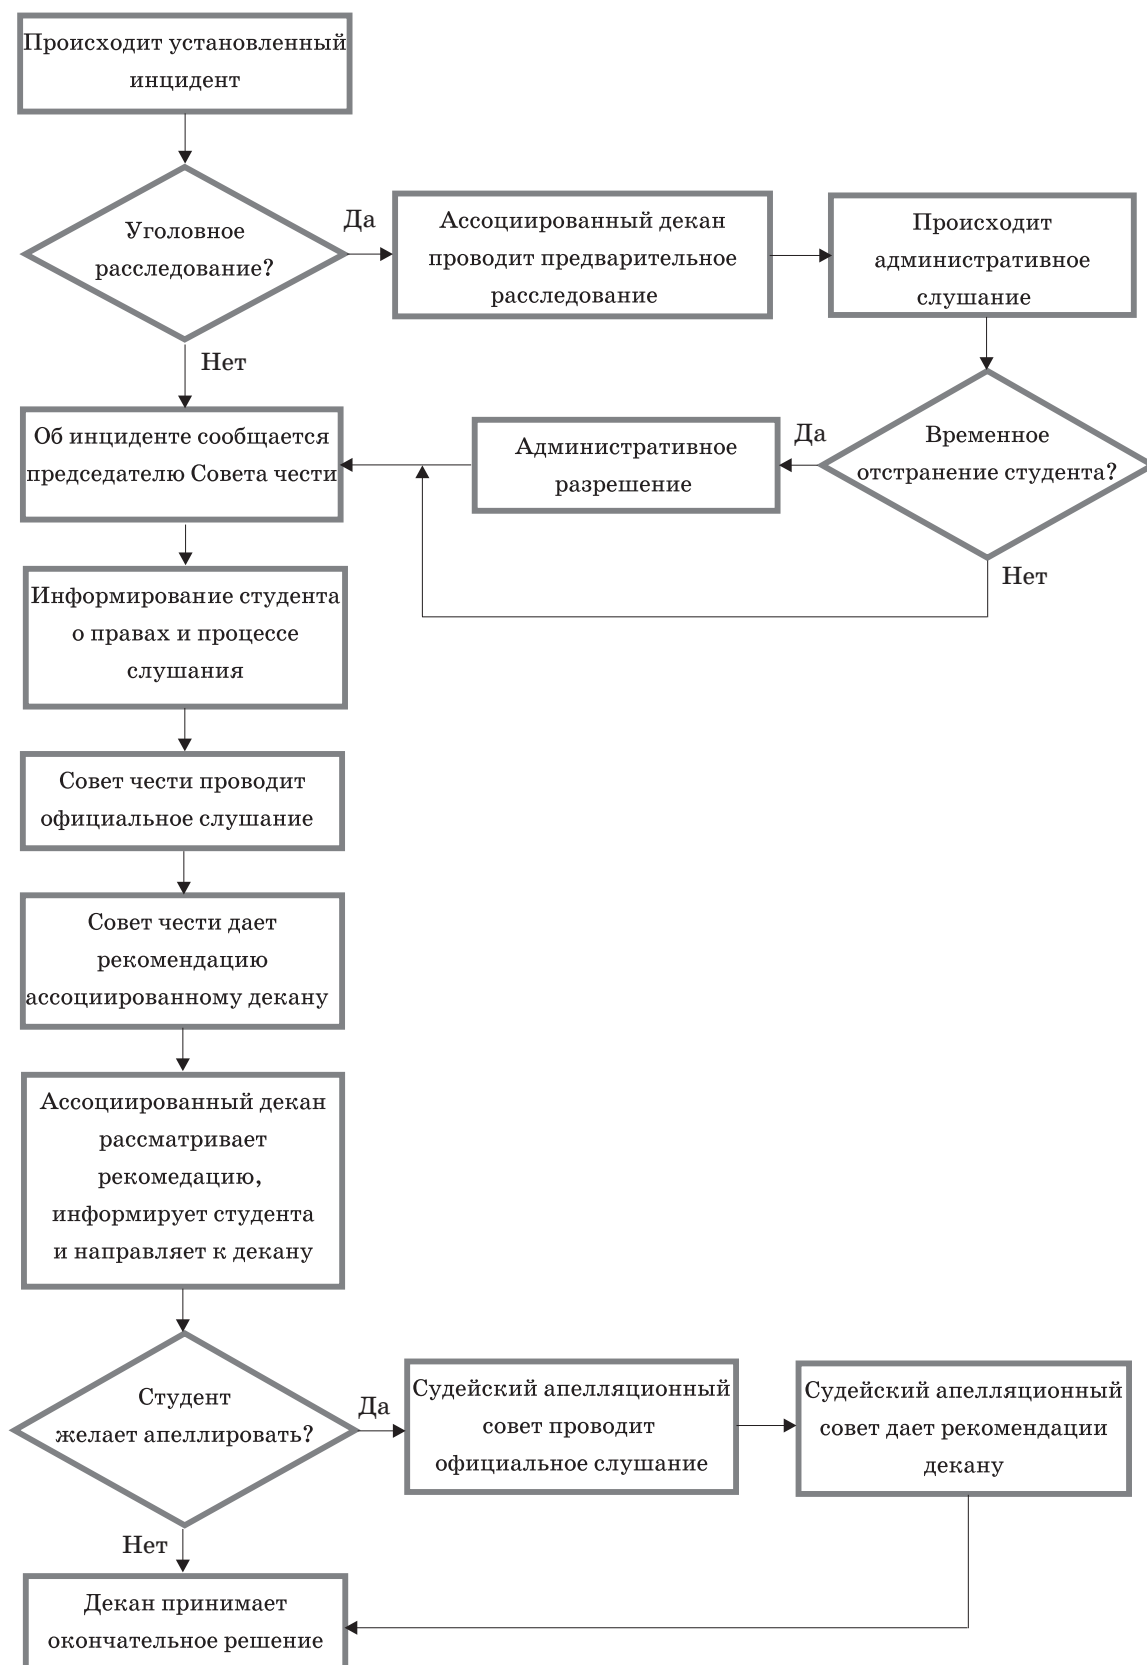 Происходит установленный
инцидент
Уголовное
расследование?
Да
Ассоциированный декан
проводит предварительное
расследование
Происходит
административное
слушание
Нет
Об инциденте сообщается
председателю Совета чести
Административное
разрешение
Да
Временное
отстранение студента?
Нет
Информирование студента
о правах и процессе
слушания
Совет чести проводит
официальное слушание
Совет чести дает
рекомендацию
ассоциированному декану
Ассоциированный декан
рассматривает
рекомедацию,
информирует студента
и направляет к декану
Студент
желает апеллировать?
Да
Судейский апелляционный
совет проводит
официальное слушание
Судейский апелляционный
совет дает рекомендации
декану
Нет
Декан принимает
окончательное решение